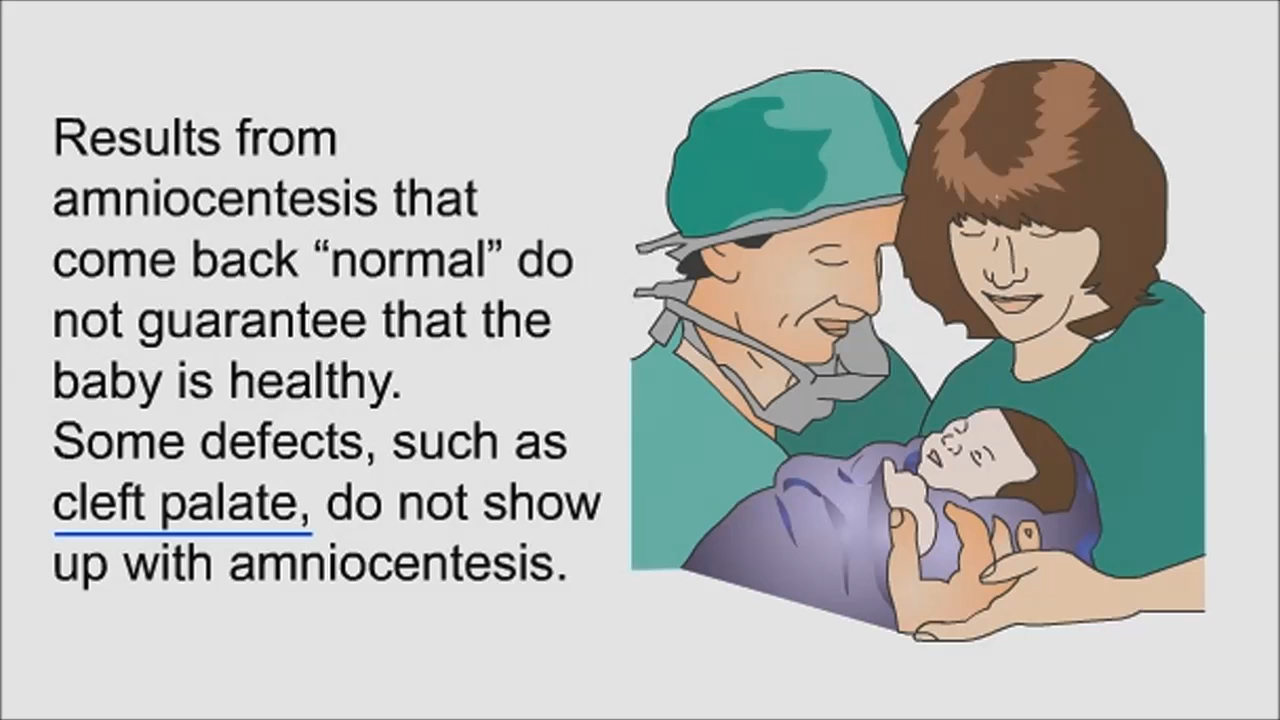 Results from
amniocentesis that
come back “normal” do
not guarantee that the
baby is healthy.
Some defects, such as
cleft palate, do not show
up with amniocentesis.